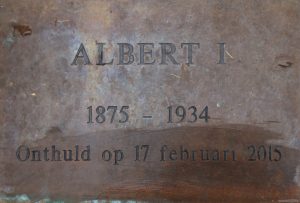 ALBERT I
1875 - 1934
Onthuld op 17 februari 2015